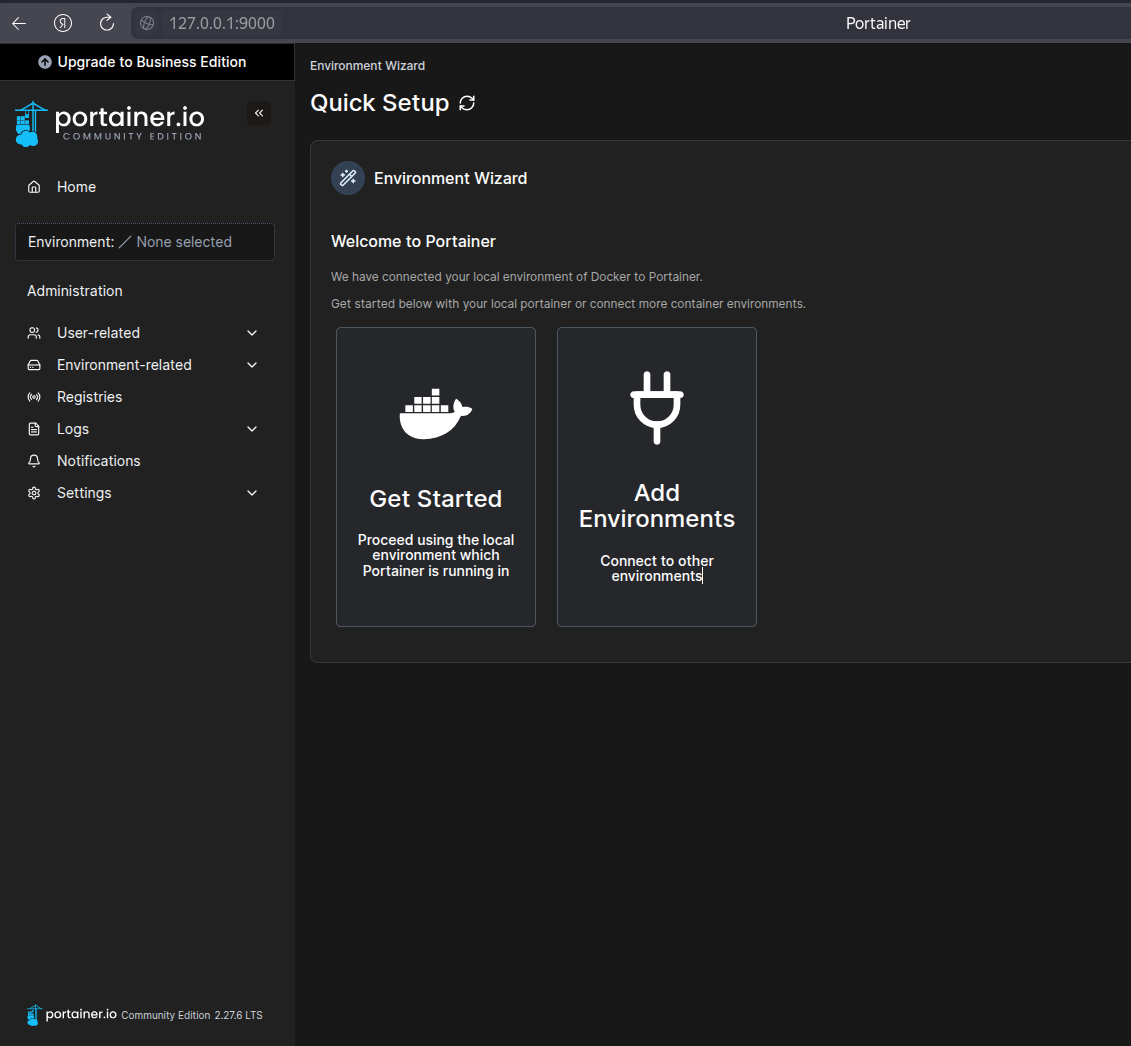 127.0.0.1:9000
Portainer
Upgrade to Business Edition
portainer.io
COMMUNITY EDITION
Home
Environment: None selected
Administration
User-related
Environment-related
Registries
Logs
Notifications
Settings
Environment Wizard
Quick Setup
Environment Wizard
Welcome to Portainer
We have connected your local environment of Docker to Portainer.
Get started below with your local portainer or connect more container environments.
Get Started
Proceed using the local
environment which
Portainer is running in
Add
Environments
Connect to other
environments
portainer.io Community Edition 2.27.6 LTS